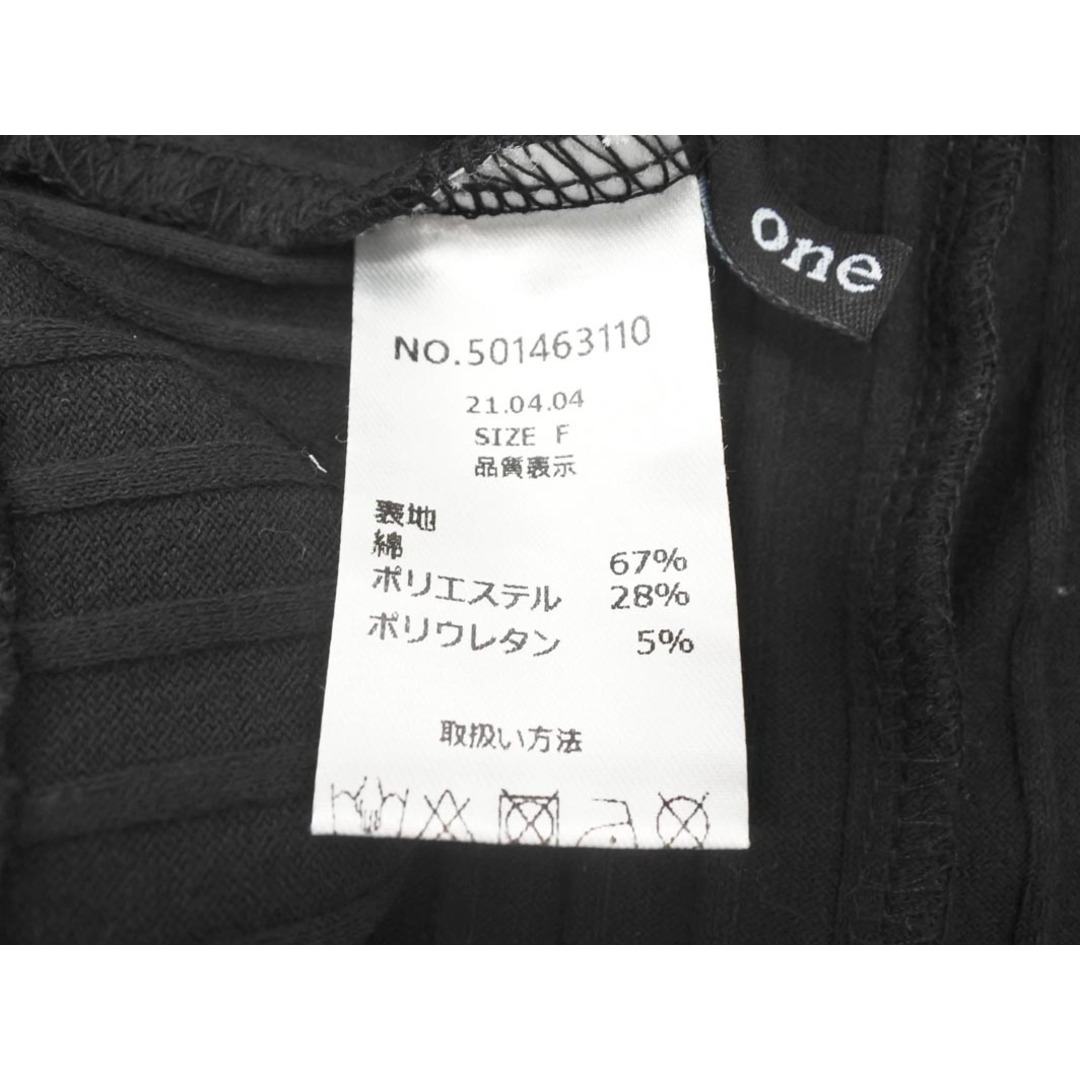 one
NO.501463110
21.04.04
SIZE F
品質表示
表地
綿 67%
ポリエステル 28%
ポリウレタン 5%
取扱い方法